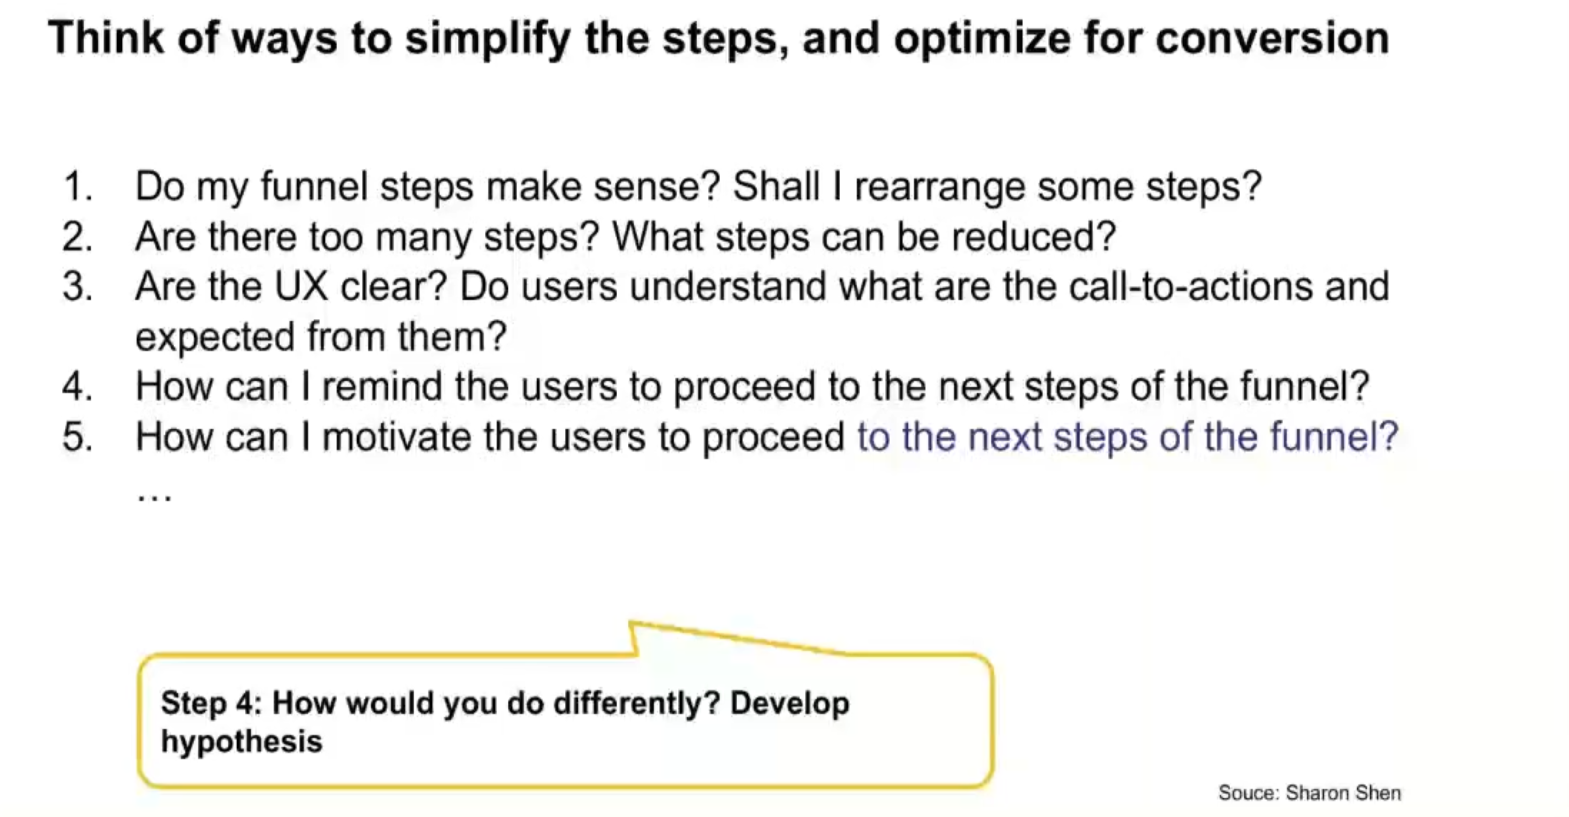 Think of ways to simplify the steps, and optimize for conversion
1. Do my funnel steps make sense? Shall I rearrange some steps?
2. Are there too many steps? What steps can be reduced?
3. Are the UX clear? Do users understand what are the call-to-actions and
expected from them?
4. How can I remind the users to proceed to the next steps of the funnel?
5. How can I motivate the users to proceed to the next steps of the funnel?
...
Step 4: How would you do differently? Develop
hypothesis
Souce: Sharon Shen